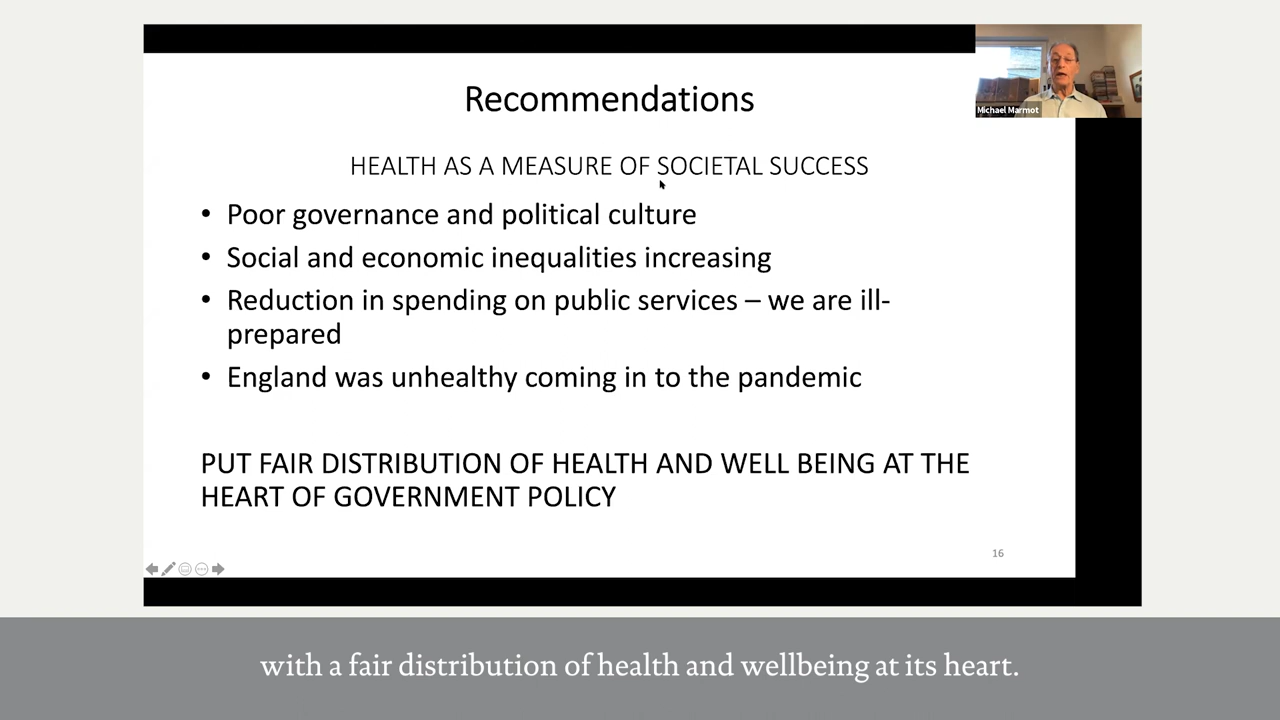 Recommendations
Michael Marmot
HEALTH AS A MEASURE OF SOCIETAL SUCCESS
• Poor governance and political culture
• Social and economic inequalities increasing
• Reduction in spending on public services – we are ill-
prepared
• England was unhealthy coming in to the pandemic
PUT FAIR DISTRIBUTION OF HEALTH AND WELL BEING AT THE
HEART OF GOVERNMENT POLICY
16
with a fair distribution of health and wellbeing at its heart.